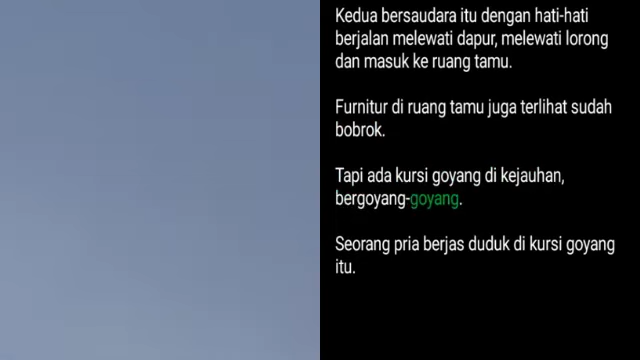 Kedua bersaudara itu dengan hati-hati
berjalan melewati dapur, melewati lorong
dan masuk ke ruang tamu.
Furnitur di ruang tamu juga terlihat sudah
bobrok.
Tapi ada kursi goyang di kejauhan,
bergoyang-goyang.
Seorang pria berjas duduk di kursi goyang
itu.